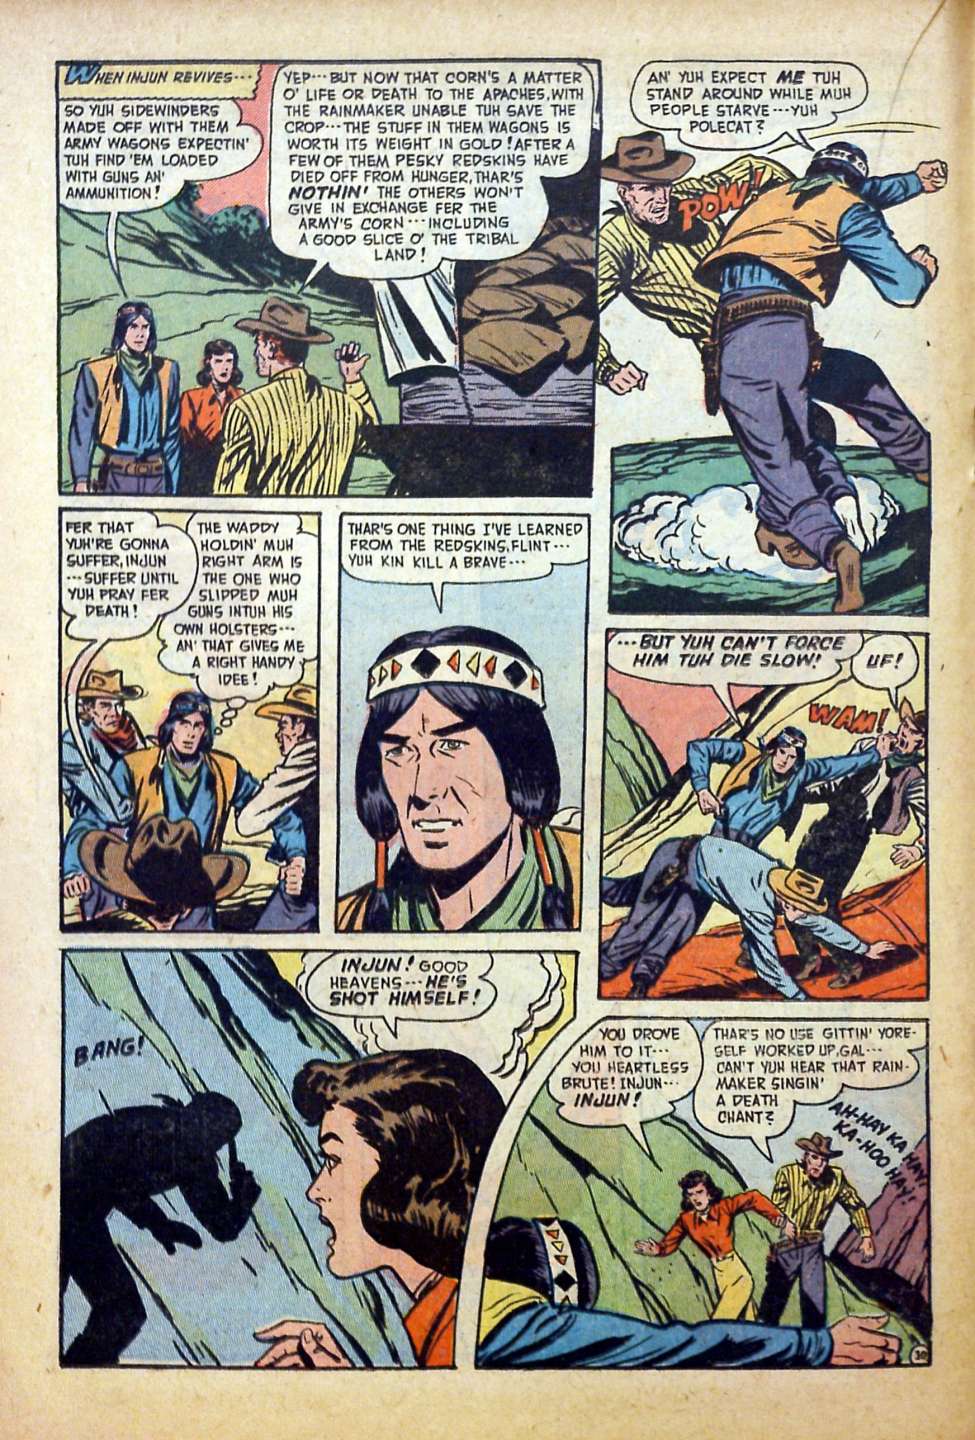 WHEN INJUN REVIVES---
SO YUH SIDEWINDERS
MADE OFF WITH THEM
ARMY WAGONS EXPECTIN'
TUH FIND 'EM LOADED
WITH GUNS AN'
AMMUNITION!
YEP---BUT NOW THAT CORN'S A MATTER
O' LIFE OR DEATH TO THE APACHES, WITH
THE RAINMAKER UNABLE TUH SAVE THE
CROP---THE STUFF IN THEM WAGONS IS
WORTH ITS WEIGHT IN GOLD! AFTER A
FEW OF THEM PESKY REDSKINS HAVE
DIED OFF FROM HUNGER, THAR'S
NOTHIN' THE OTHERS WON'T
GIVE IN EXCHANGE FER THE
ARMY'S CORN---INCLUDING
A GOOD SLICE O' THE TRIBAL
LAND!
AN' YUH EXPECT ME TUH
STAND AROUND WHILE MUH
PEOPLE STARVE---YUH
POLECAT?
POW!
FER THAT
YUH'RE GONNA
SUFFER, INJUN
---SUFFER UNTIL
YUH PRAY FER
DEATH!
THE WADDY
HOLDIN' MUH
RIGHT ARM IS
THE ONE WHO
SLIPPED MUH
GUNS INTUH HIS
OWN HOLSTERS---
AN' THAT GIVES ME
A RIGHT HANDY
IDEE!
THAR'S ONE THING I'VE LEARNED
FROM THE REDSKINS, FLINT---
YUH KIN KILL A BRAVE---
---BUT YUH CAN'T FORCE
HIM TUH DIE SLOW!
UF!
WAM!
BANG!
INJUN! GOOD
HEAVENS---HE'S
SHOT HIMSELF!
YOU DROVE
HIM TO IT---
YOU HEARTLESS
BRUTE! INJUN---
INJUN!
THAR'S NO USE GITTIN' YORE-
SELF WORKED UP, GAL---
CAN'T YUH HEAR THAT RAIN-
MAKER SINGIN'
A DEATH
CHANT?
AH-HAY KA HAY!
KA-HOO HAY!